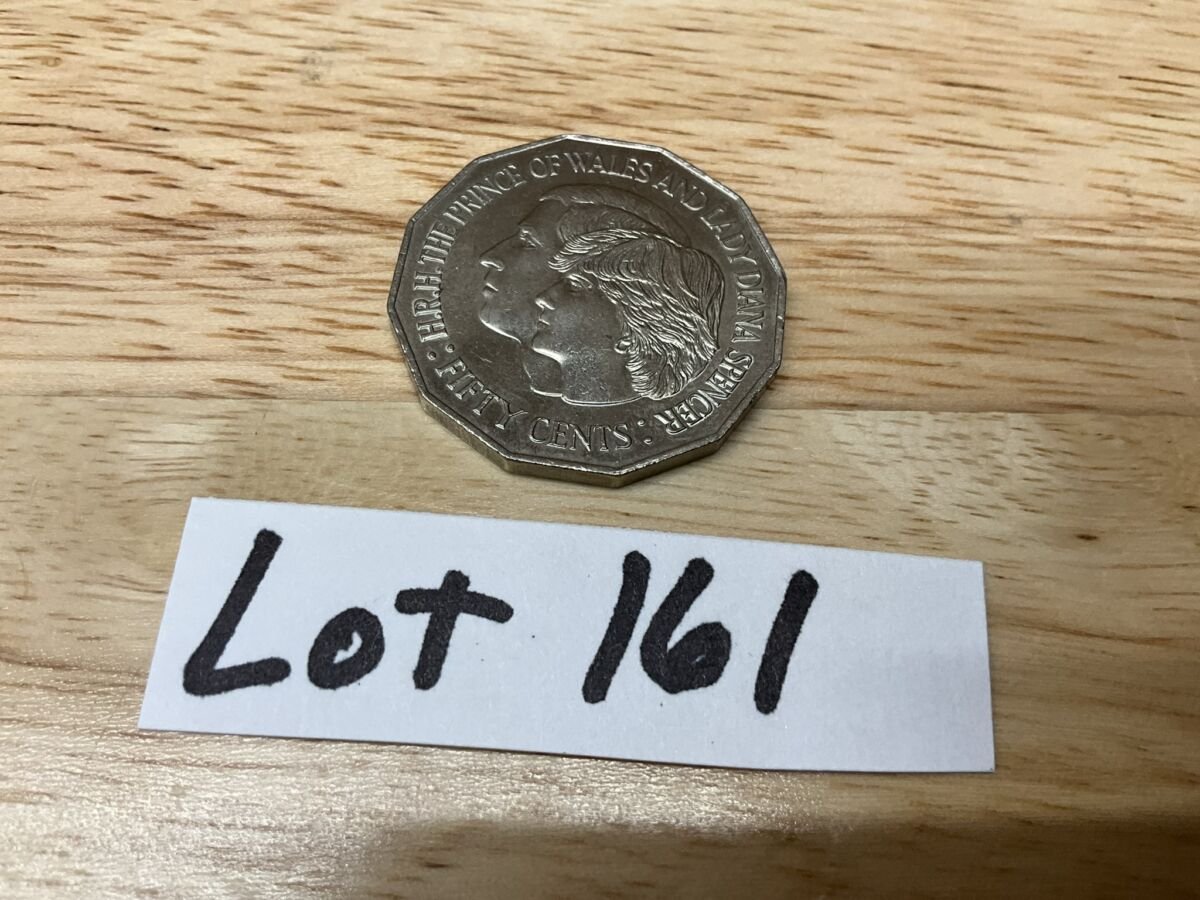 H.R.H. THE PRINCE OF WALES AND LADY DIANA SPENCER
: FIFTY CENTS :
Lot 161